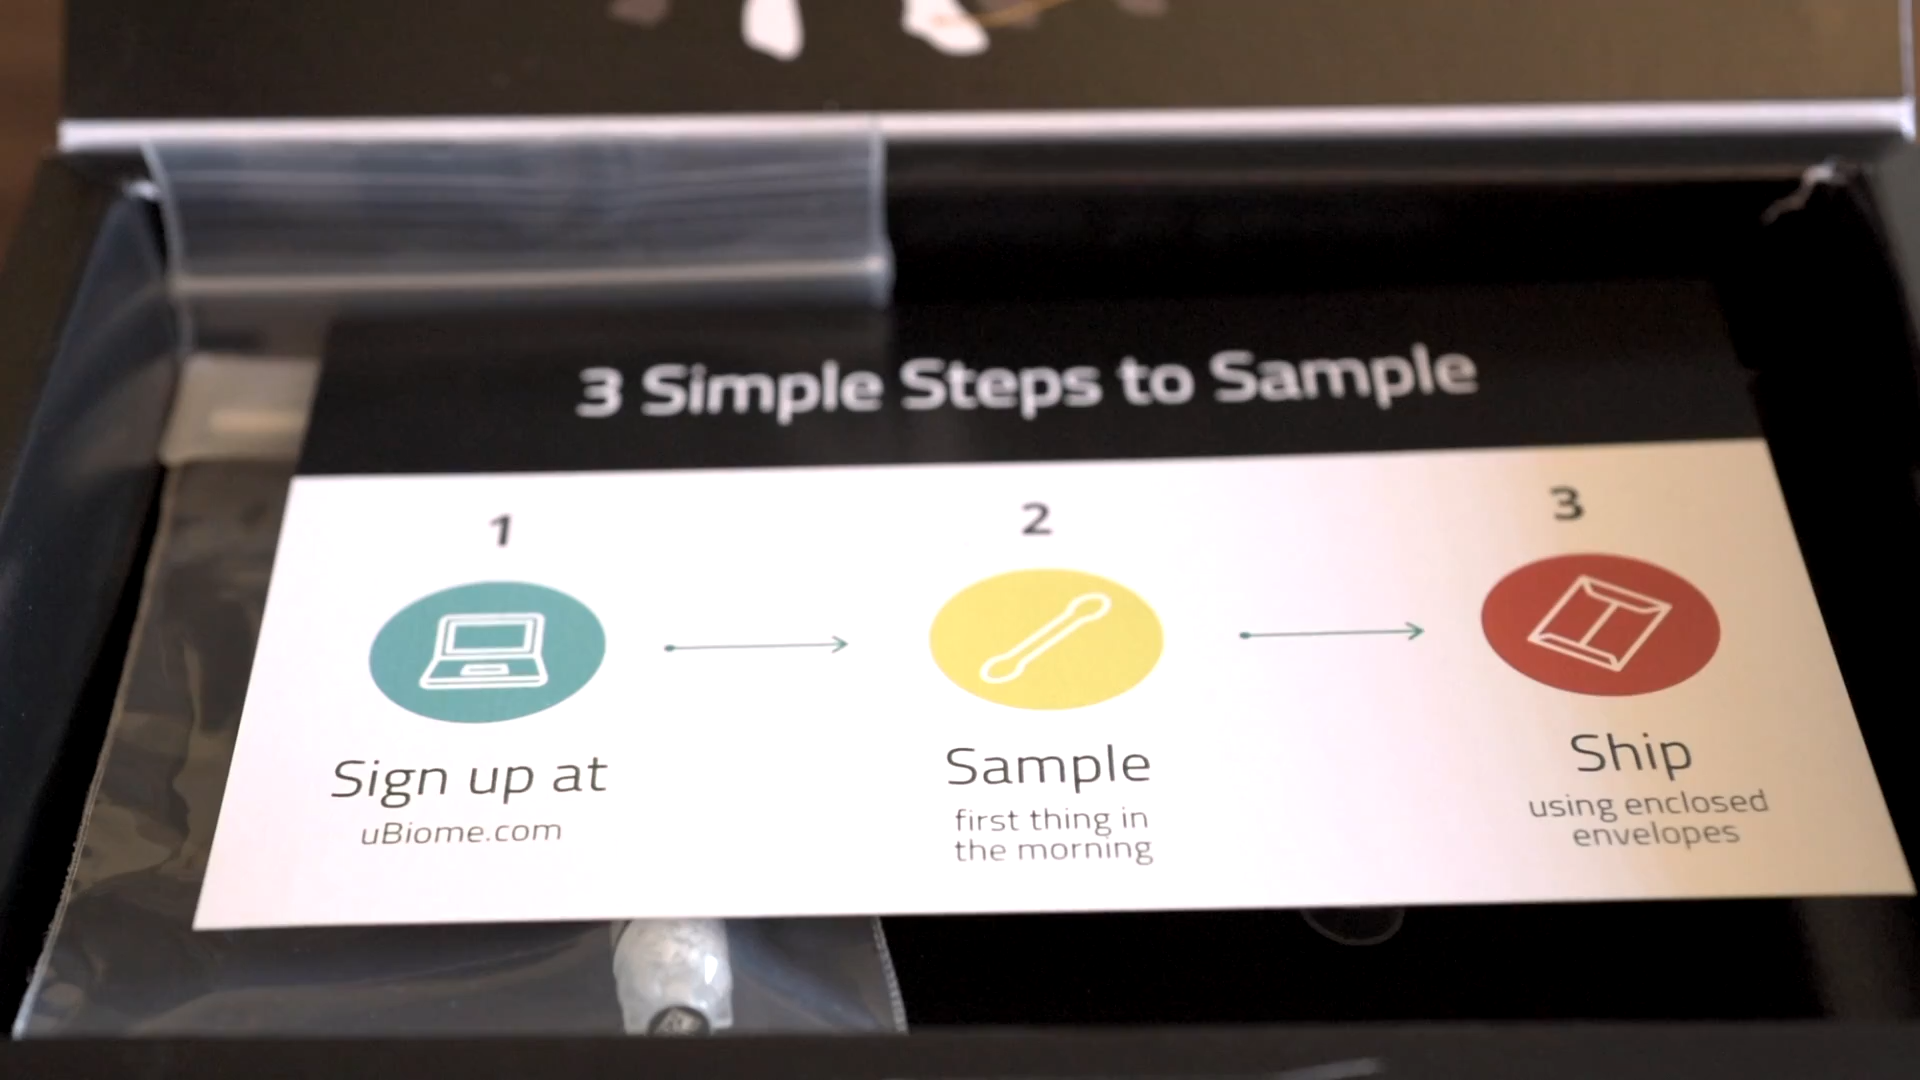 3 Simple Steps to Sample
1
2
3
Sign up at
uBiome.com
Sample
first thing in
the morning
Ship
using enclosed
envelopes